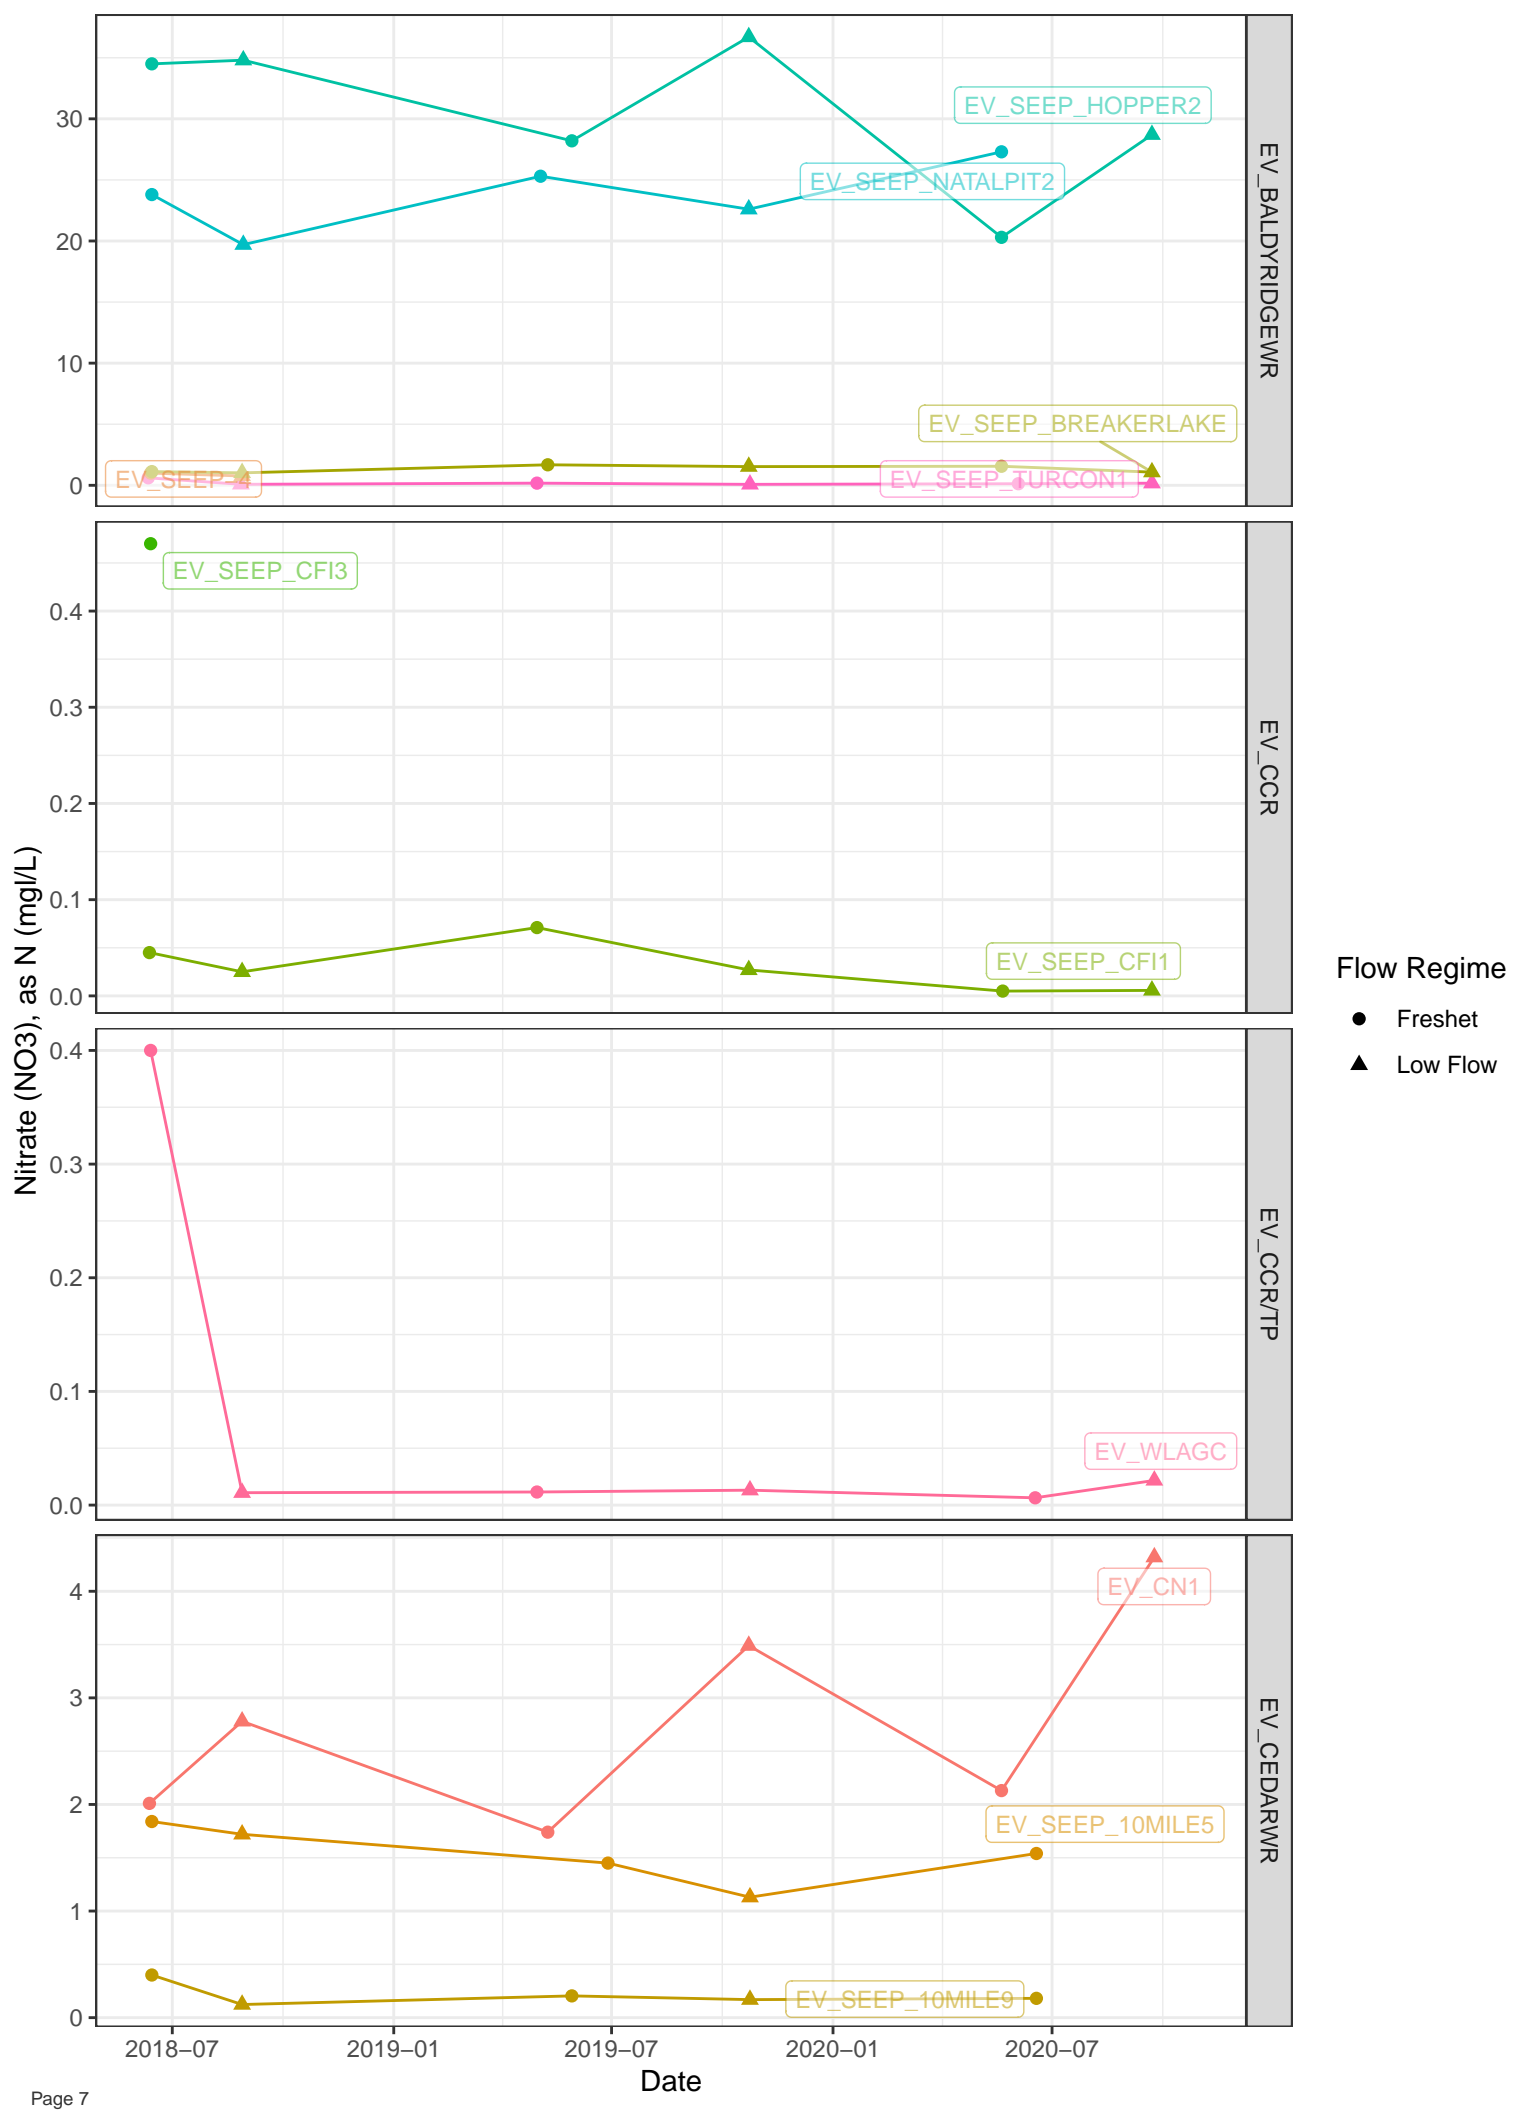 30
20
10
0
EV_SEEP_HOPPER2
EV_SEEP_NATALPIT2
EV_SEEP_BREAKERLAKE
EV_SEEP_4
EV_SEEP_TURCON1
EV_BALDYRIDGEWR
EV_SEEP_CFI3
0.4
0.3
0.2
0.1
0.0
EV_SEEP_CFI1
EV_CCR
Nitrate (NO3), as N (mgl/L)
Flow Regime
Freshet
Low Flow
0.4
0.3
0.2
0.1
0.0
EV_WLAGC
EV_CCR/TP
4
3
2
1
0
EV_CN1
EV_SEEP_10MILE5
EV_SEEP_10MILE9
EV_CEDARWR
2018−07
2019−01
2019−07
2020−01
2020−07
Date
Page 7